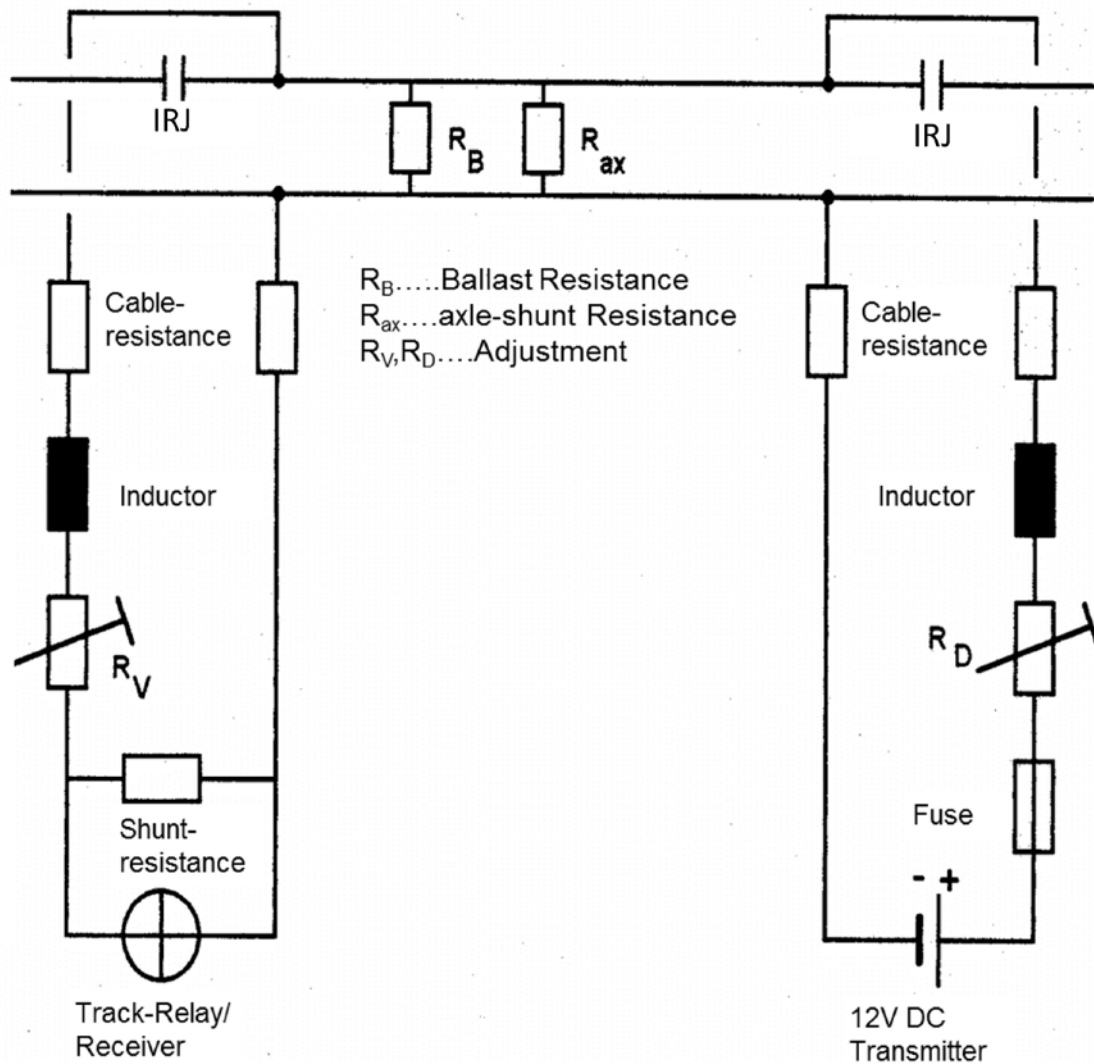 IRJ
IRJ
R_B
R_ax
R_B.....Ballast Resistance
R_ax....axle-shunt Resistance
R_V,R_D....Adjustment
Cable-
resistance
Cable-
resistance
Inductor
Inductor
R_V
R_D
Shunt-
resistance
Fuse
- +
Track-Relay/
Receiver
12V DC
Transmitter